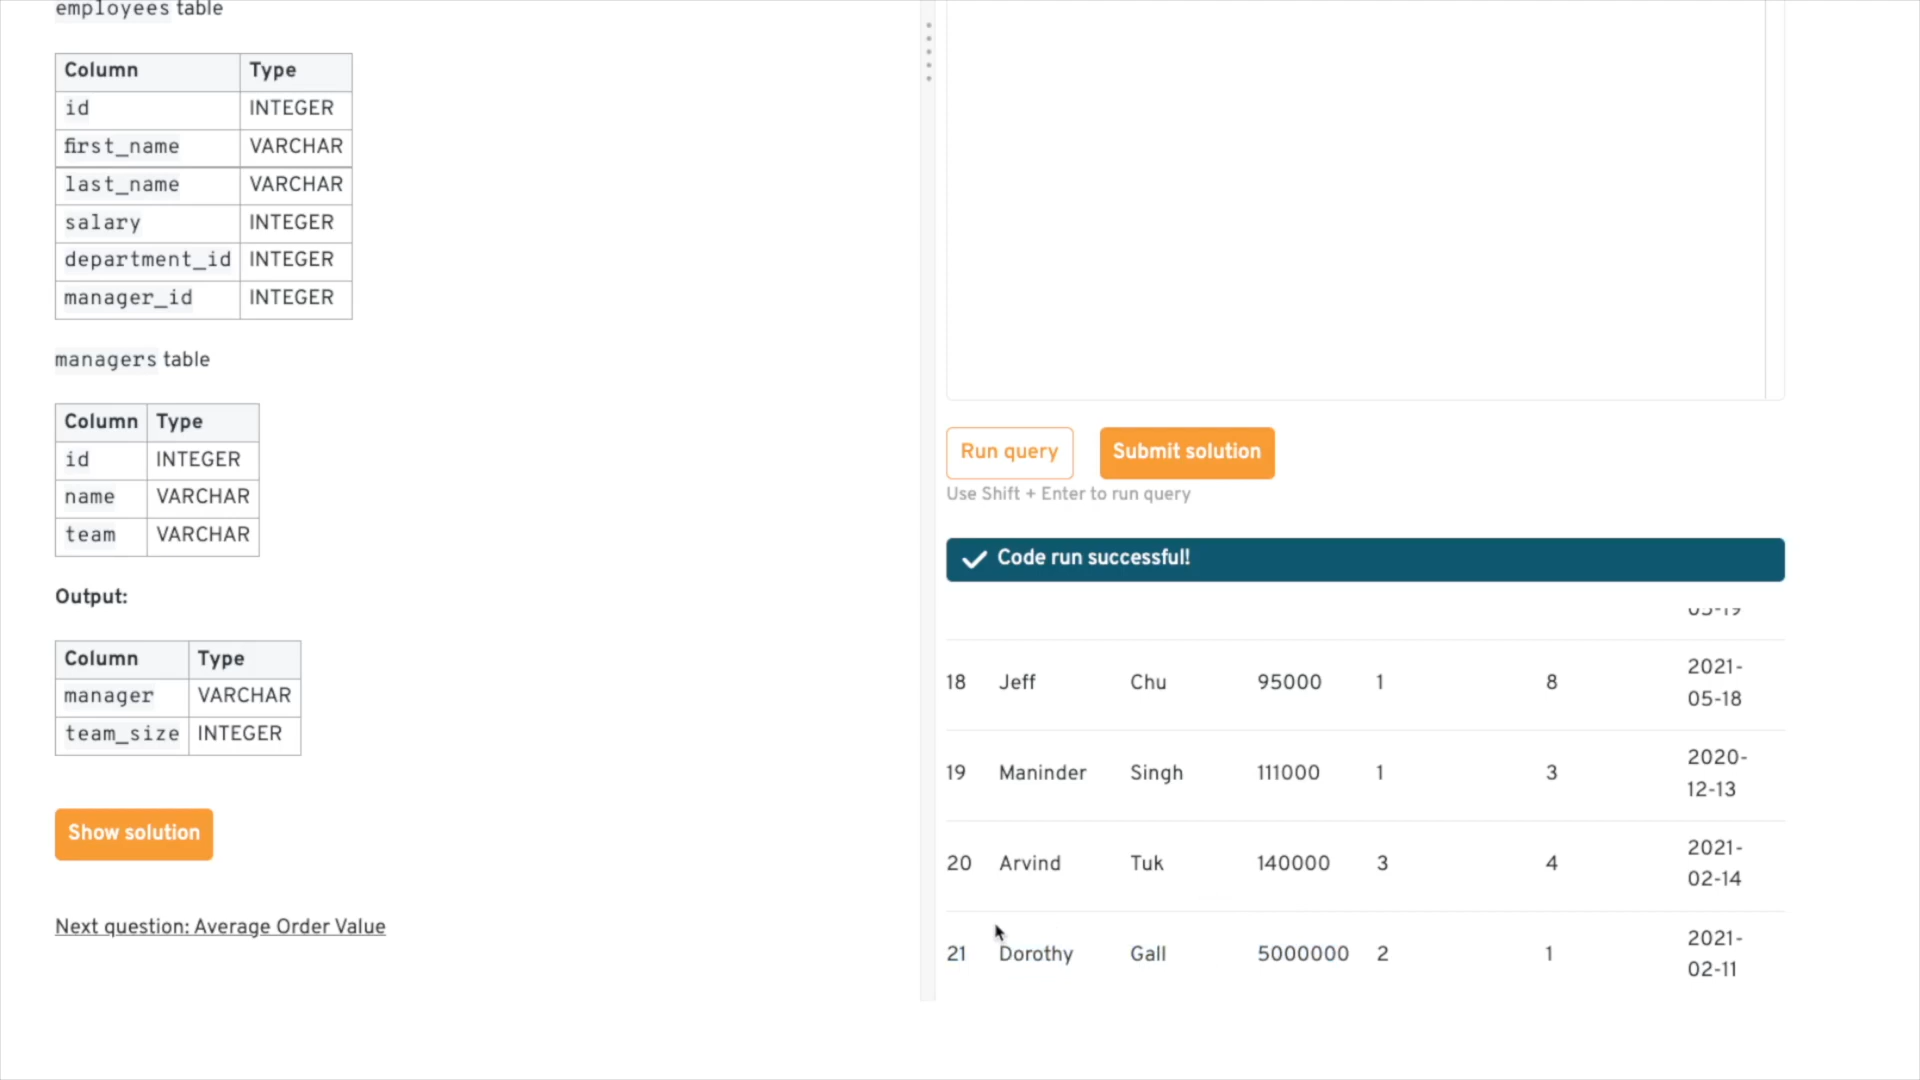 employees table
Column Type
id INTEGER
first_name VARCHAR
last_name VARCHAR
salary INTEGER
department_id INTEGER
manager_id INTEGER
managers table
Column Type
id INTEGER
name VARCHAR
team VARCHAR
Output:
Column Type
manager VARCHAR
team_size INTEGER
Show solution
Next question: Average Order Value
Run query Submit solution
Use Shift + Enter to run query
Code run successful!
05-19
18 Jeff Chu 95000 1 8 2021-
05-18
19 Maninder Singh 111000 1 3 2020-
12-13
20 Arvind Tuk 140000 3 4 2021-
02-14
21 Dorothy Gall 5000000 2 1 2021-
02-11